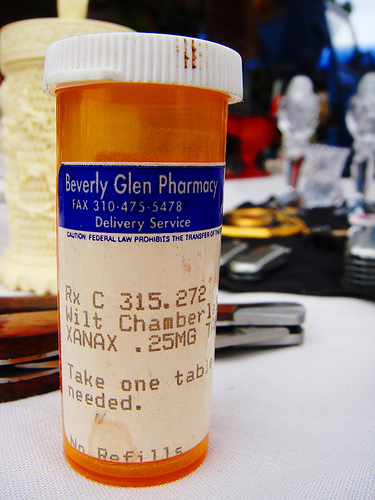 Beverly Glen Pharmacy
FAX 310-475-5478
Delivery Service
CAUTION: FEDERAL LAW PROHIBITS THE TRANSFER OF
Rx C 315.272
Wilt Chamberl
XANAX .25MG T
Take one tabl
needed.
No Refills